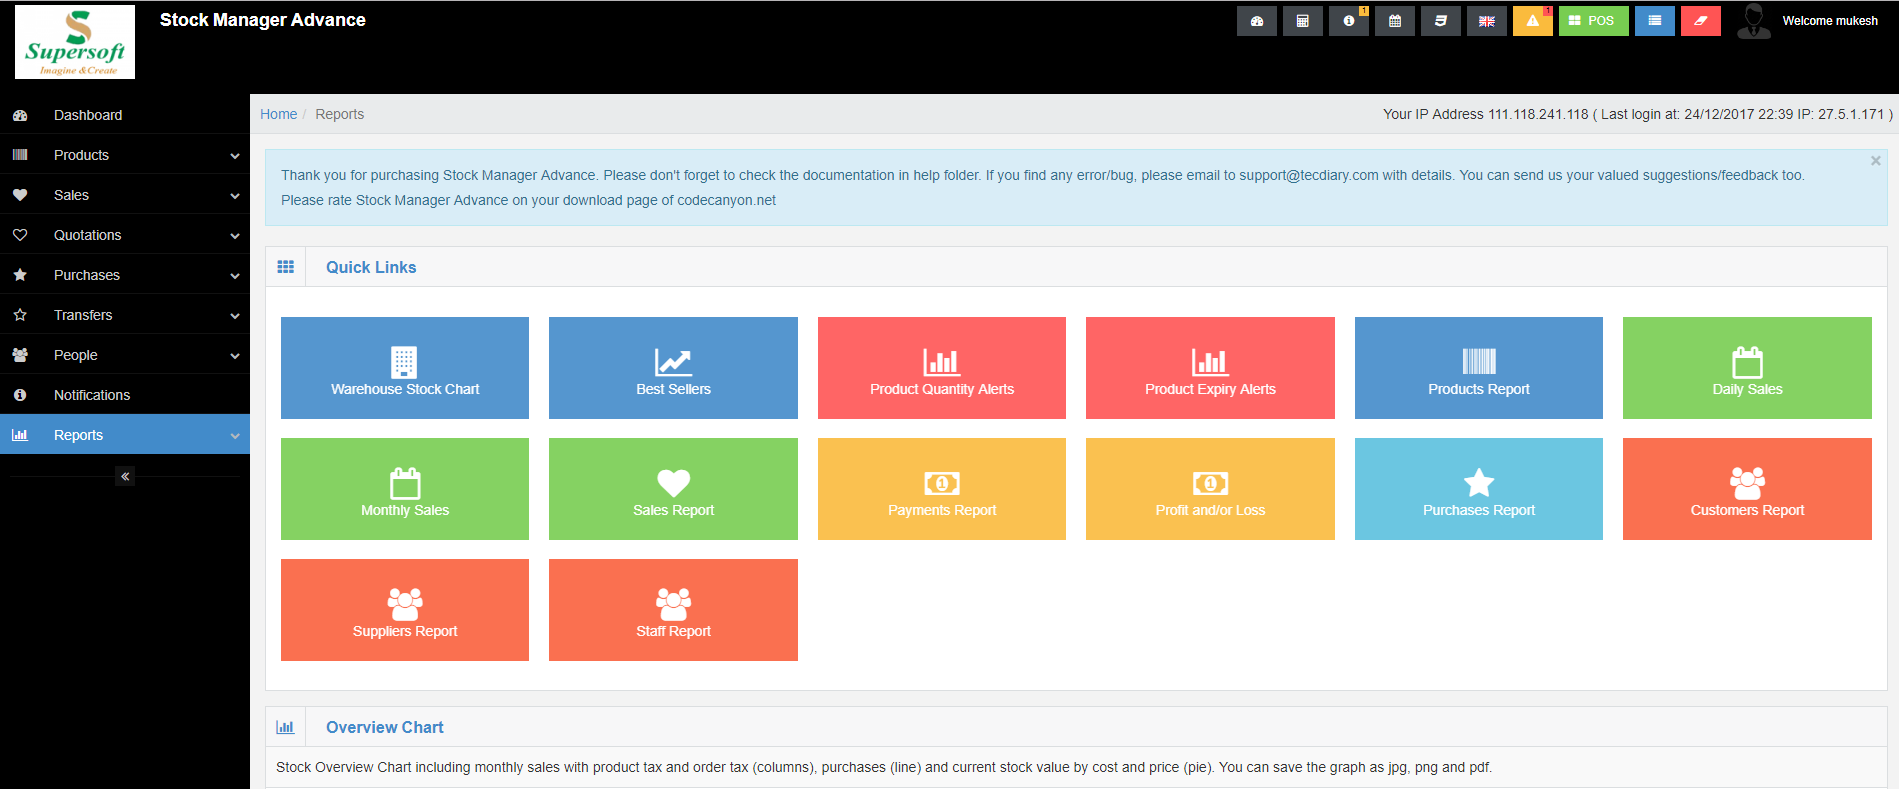 Supersoft
Imagine & Create
Stock Manager Advance
1
1
POS
Welcome mukesh
Dashboard
Products
Sales
Quotations
Purchases
Transfers
People
Notifications
Reports
Home / Reports
Your IP Address 111.118.241.118 ( Last login at: 24/12/2017 22:39 IP: 27.5.1.171 )
Thank you for purchasing Stock Manager Advance. Please don't forget to check the documentation in help folder. If you find any error/bug, please email to support@tecdiary.com with details. You can send us your valued suggestions/feedback too.
Please rate Stock Manager Advance on your download page of codecanyon.net
Quick Links
Warehouse Stock Chart
Best Sellers
Product Quantity Alerts
Product Expiry Alerts
Products Report
Daily Sales
Monthly Sales
Sales Report
Payments Report
Profit and/or Loss
Purchases Report
Customers Report
Suppliers Report
Staff Report
Overview Chart
Stock Overview Chart including monthly sales with product tax and order tax (columns), purchases (line) and current stock value by cost and price (pie). You can save the graph as jpg, png and pdf.